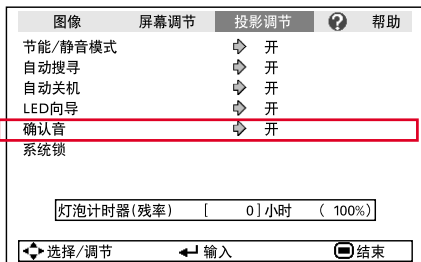 图像 屏幕调节 投影调节 ? 帮助
节能/静音模式 开
自动搜寻 开
自动关机 开
LED向导 开
确认音 开
系统锁
灯泡计时器(残率) [ 0]小时 ( 100%)
选择/调节 输入 结束